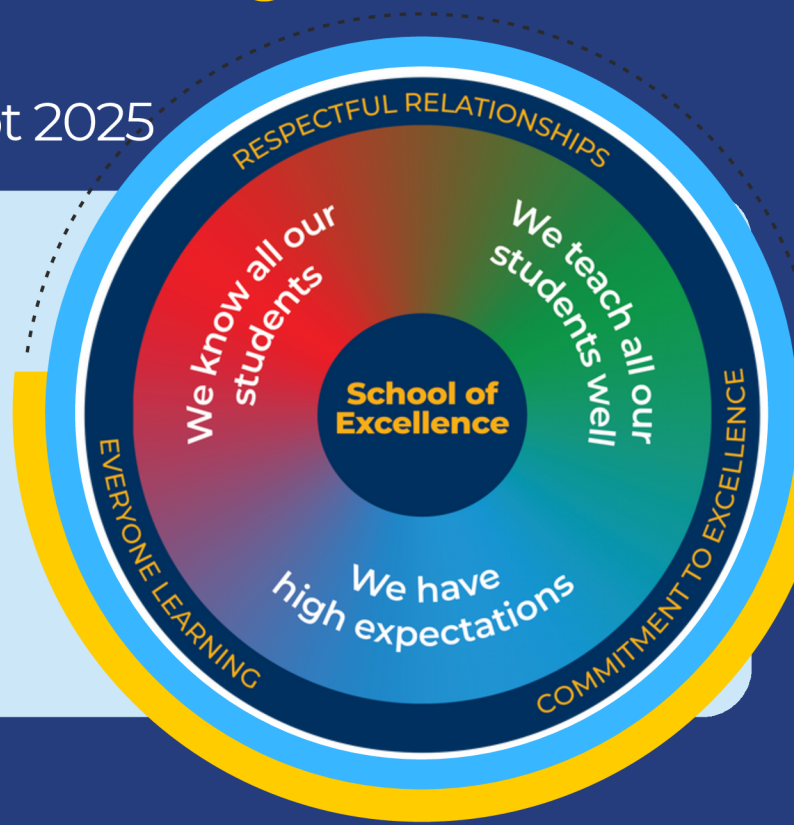 2025
RESPECTFUL RELATIONSHIPS
We know all our
students
We teach all our
students well
School of
Excellence
We have
high expectations
EVERYONE LEARNING
COMMITMENT TO EXCELLENCE